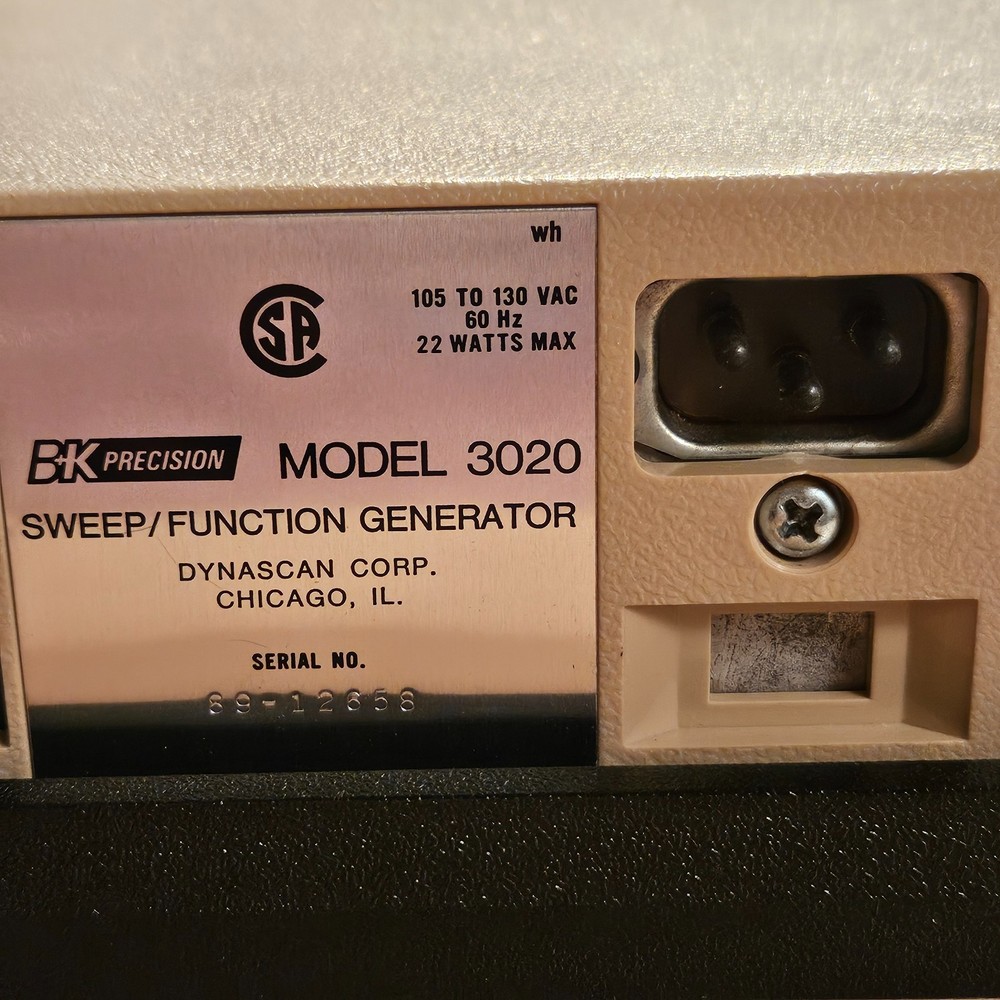 wh
CSA
105 TO 130 VAC
60 Hz
22 WATTS MAX
B+K PRECISION MODEL 3020
SWEEP/FUNCTION GENERATOR
DYNASCAN CORP.
CHICAGO, IL.
SERIAL NO.
89-12658